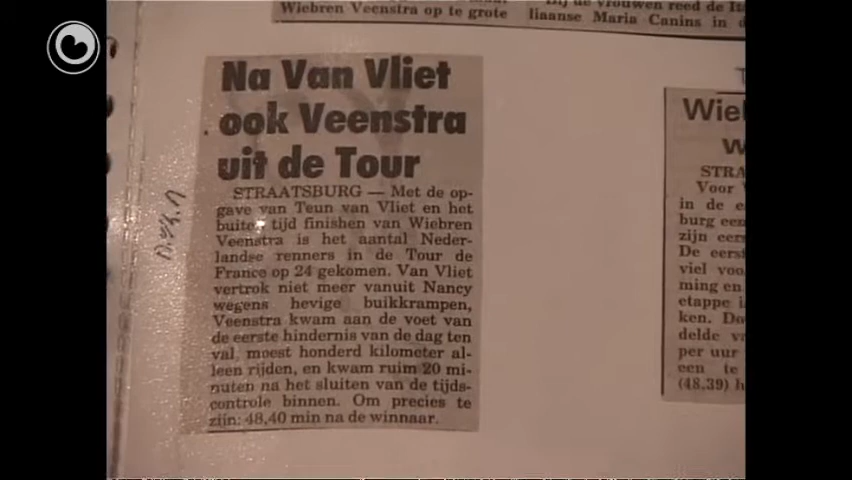 Wiebren Veenstra op te grote
vrouwen reed de Ita
liaanse Maria Canins in d
Na Van Vliet
ook Veenstra
uit de Tour
STRAATSBURG — Met de op-
gave van Teun van Vliet en het
buiten tijd finishen van Wiebren
Veenstra is het aantal Neder-
landse renners in de Tour de
France op 24 gekomen. Van Vliet
vertrok niet meer vanuit Nancy
wegens hevige buikkrampen,
Veenstra kwam aan de voet van
de eerste hindernis van de dag ten
val, moest honderd kilometer al-
leen rijden, en kwam ruim 20 mi-
nuten na het sluiten van de tijds-
controle binnen. Om precies te
zijn: 48,40 min na de winnaar.
Wie
w
STRA
Voor
in de e
burg een
zijn eers
De eerst
viel voo
ming en
etappe i
ken. Do
delde v
per uur
een te
(48,39) h